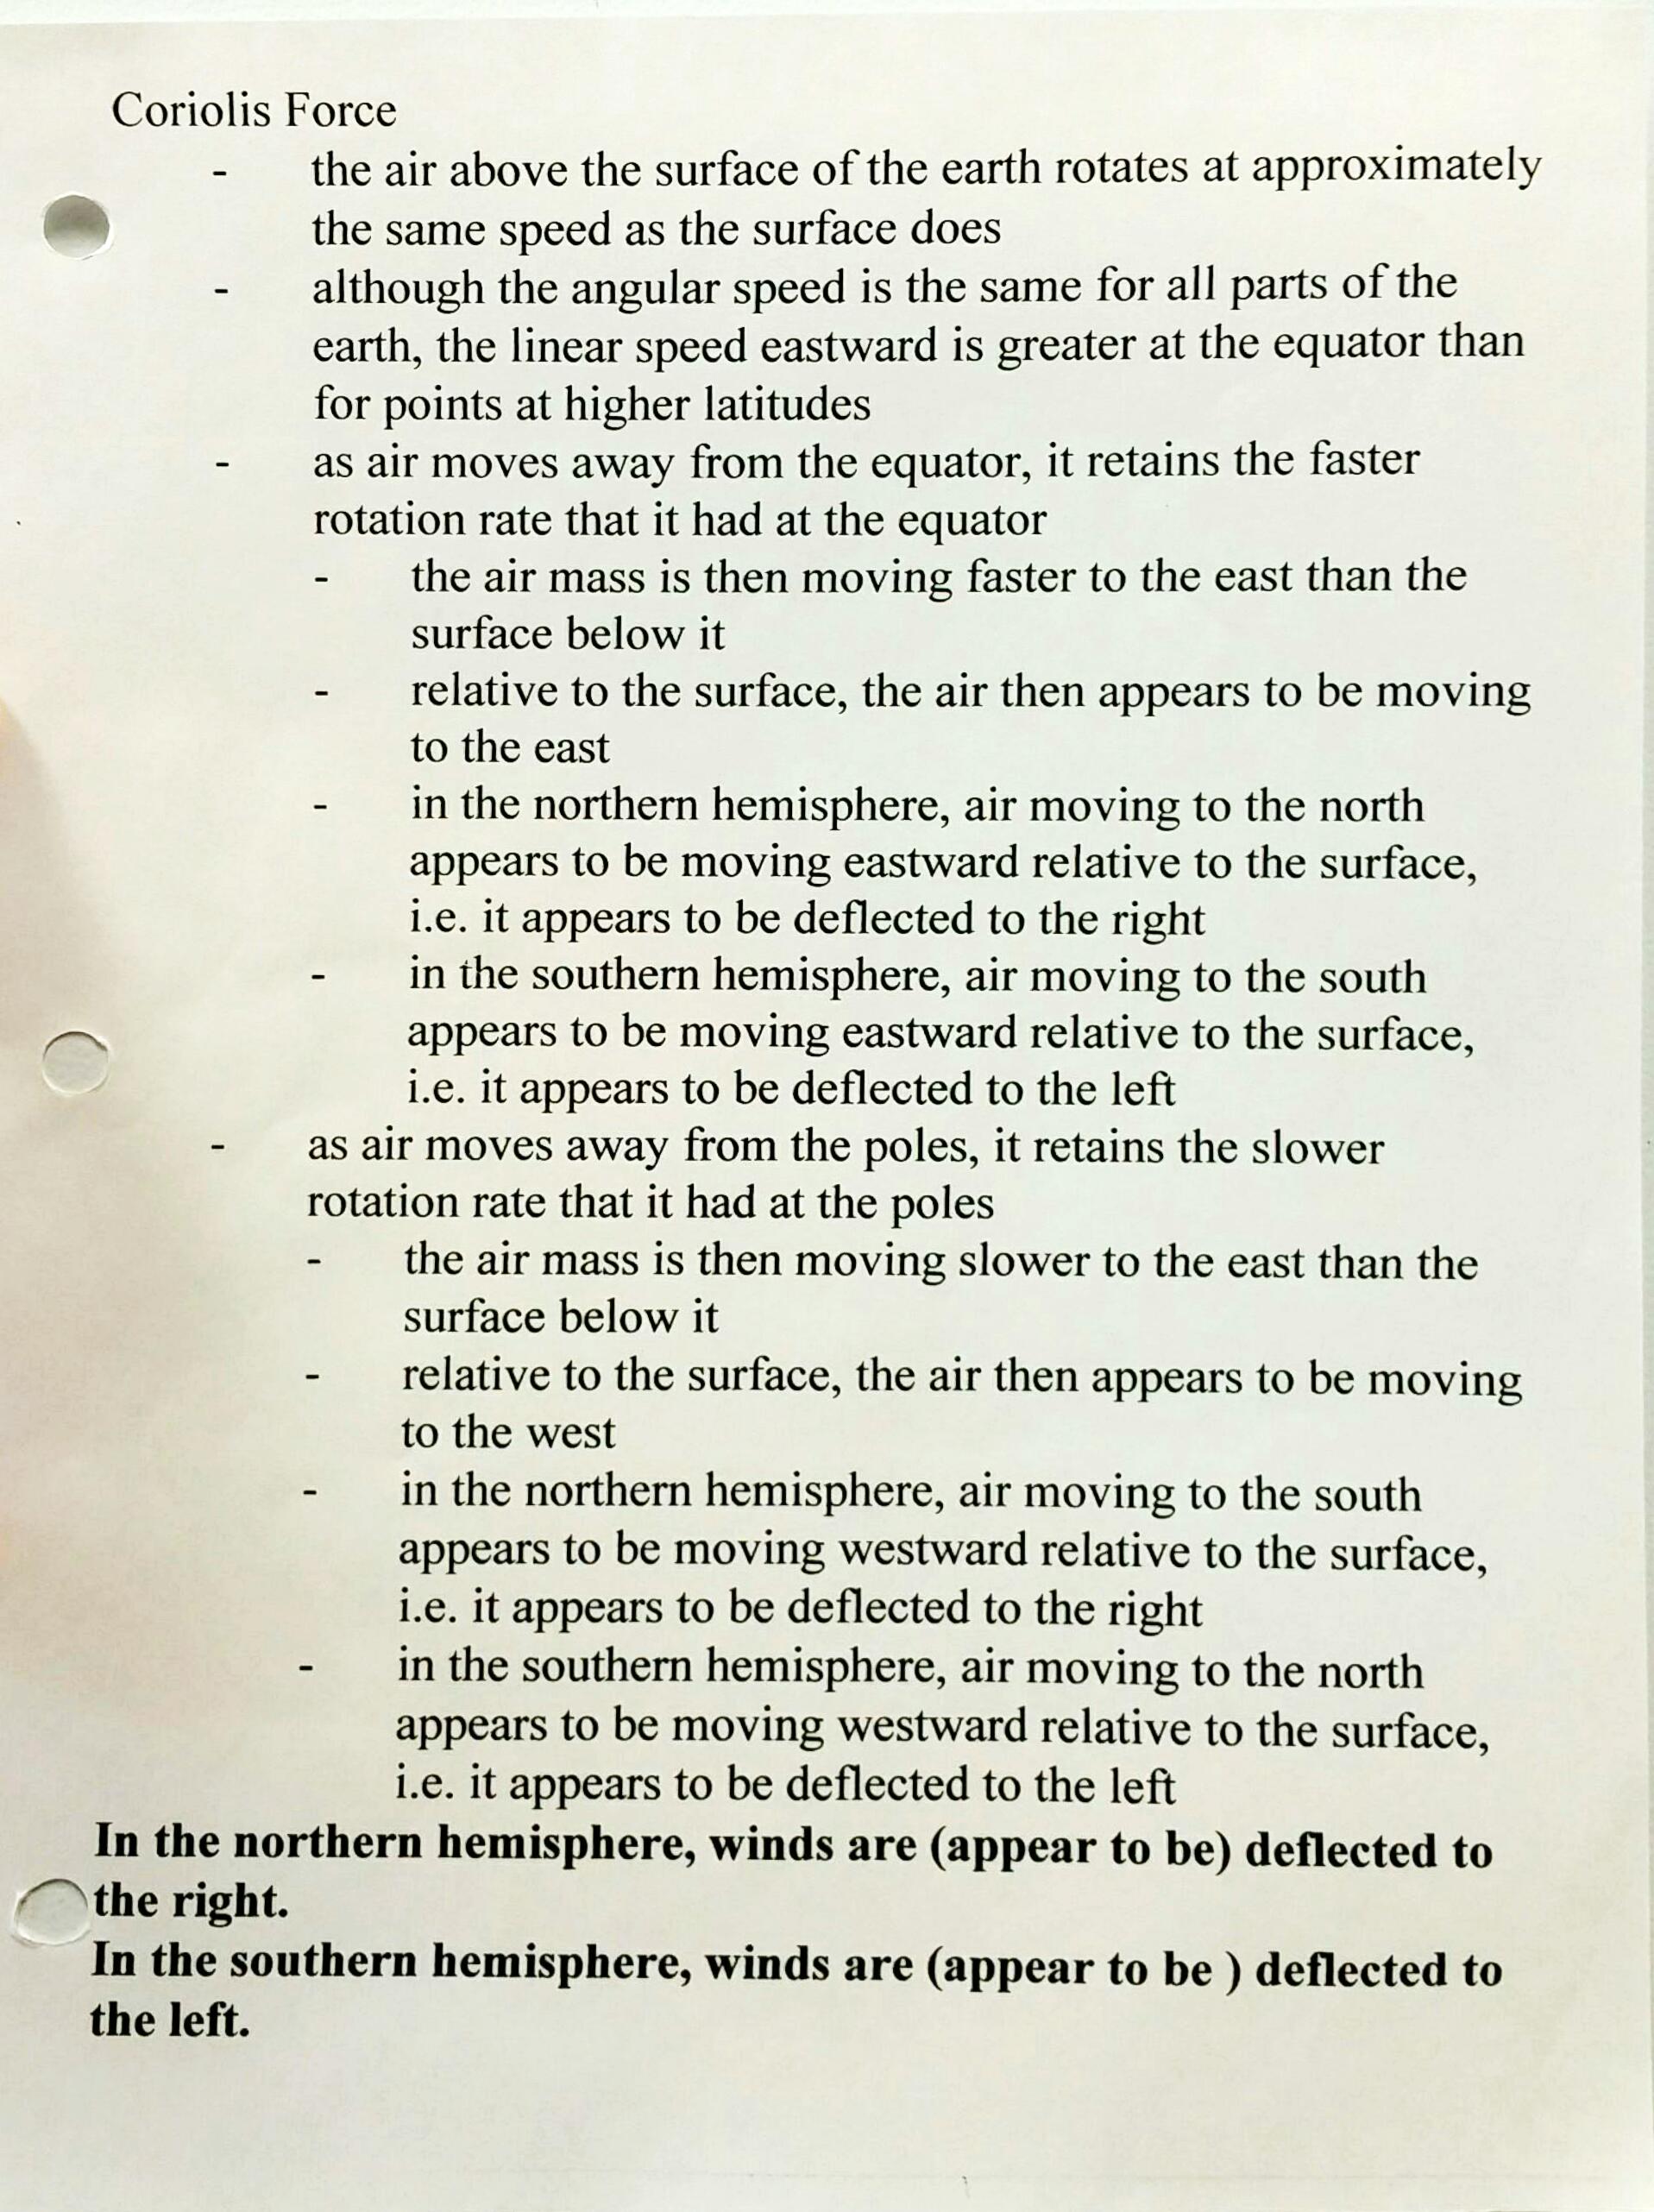 Coriolis Force
- the air above the surface of the earth rotates at approximately
the same speed as the surface does
- although the angular speed is the same for all parts of the
earth, the linear speed eastward is greater at the equator than
for points at higher latitudes
- as air moves away from the equator, it retains the faster
rotation rate that it had at the equator
- the air mass is then moving faster to the east than the
surface below it
- relative to the surface, the air then appears to be moving
to the east
- in the northern hemisphere, air moving to the north
appears to be moving eastward relative to the surface,
i.e. it appears to be deflected to the right
- in the southern hemisphere, air moving to the south
appears to be moving eastward relative to the surface,
i.e. it appears to be deflected to the left
- as air moves away from the poles, it retains the slower
rotation rate that it had at the poles
- the air mass is then moving slower to the east than the
surface below it
- relative to the surface, the air then appears to be moving
to the west
- in the northern hemisphere, air moving to the south
appears to be moving westward relative to the surface,
i.e. it appears to be deflected to the right
- in the southern hemisphere, air moving to the north
appears to be moving westward relative to the surface,
i.e. it appears to be deflected to the left
In the northern hemisphere, winds are (appear to be) deflected to
the right.
In the southern hemisphere, winds are (appear to be ) deflected to
the left.